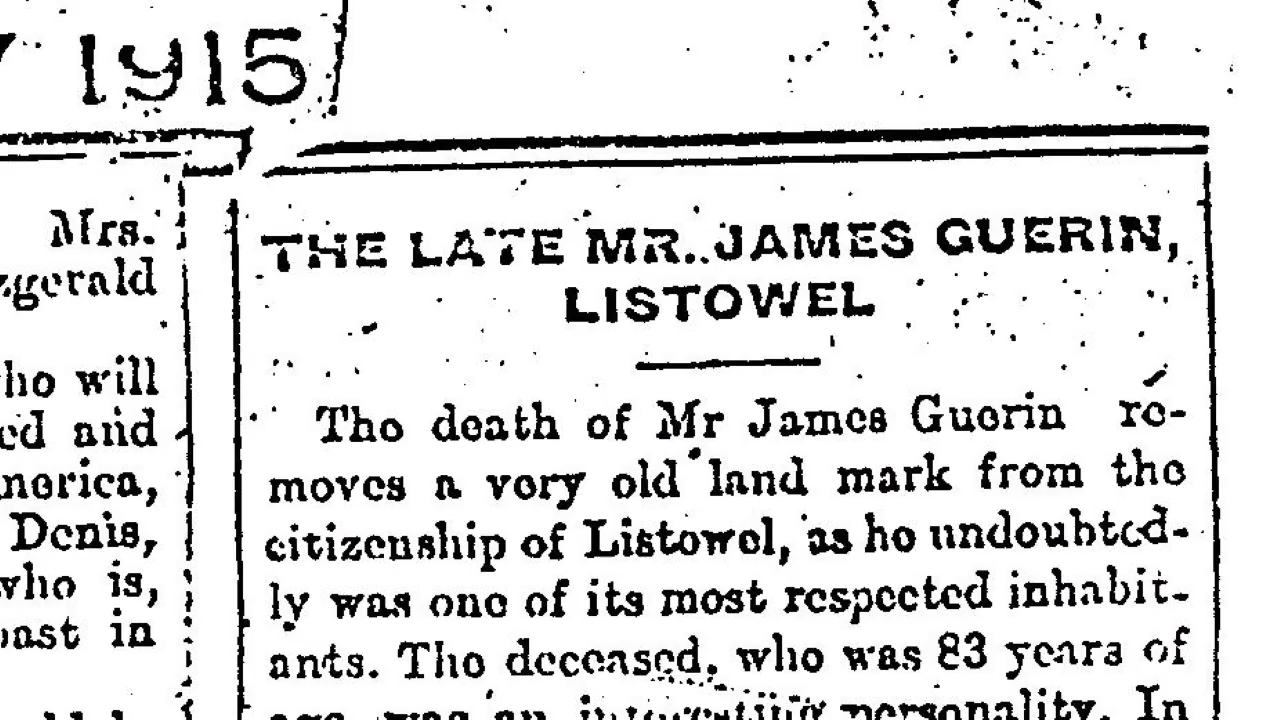 1915
Mrs.
zgerald
ho will
ed and
merica,
Denis,
who is,
past in
THE LATE MR. JAMES GUERIN,
LISTOWEL
The death of Mr James Guerin re-
moves a very old land mark from the
citizenship of Listowel, as he undoubted-
ly was one of its most respected inhabit-
ants. The deceased, who was 83 years of
age, was an interesting personality. In